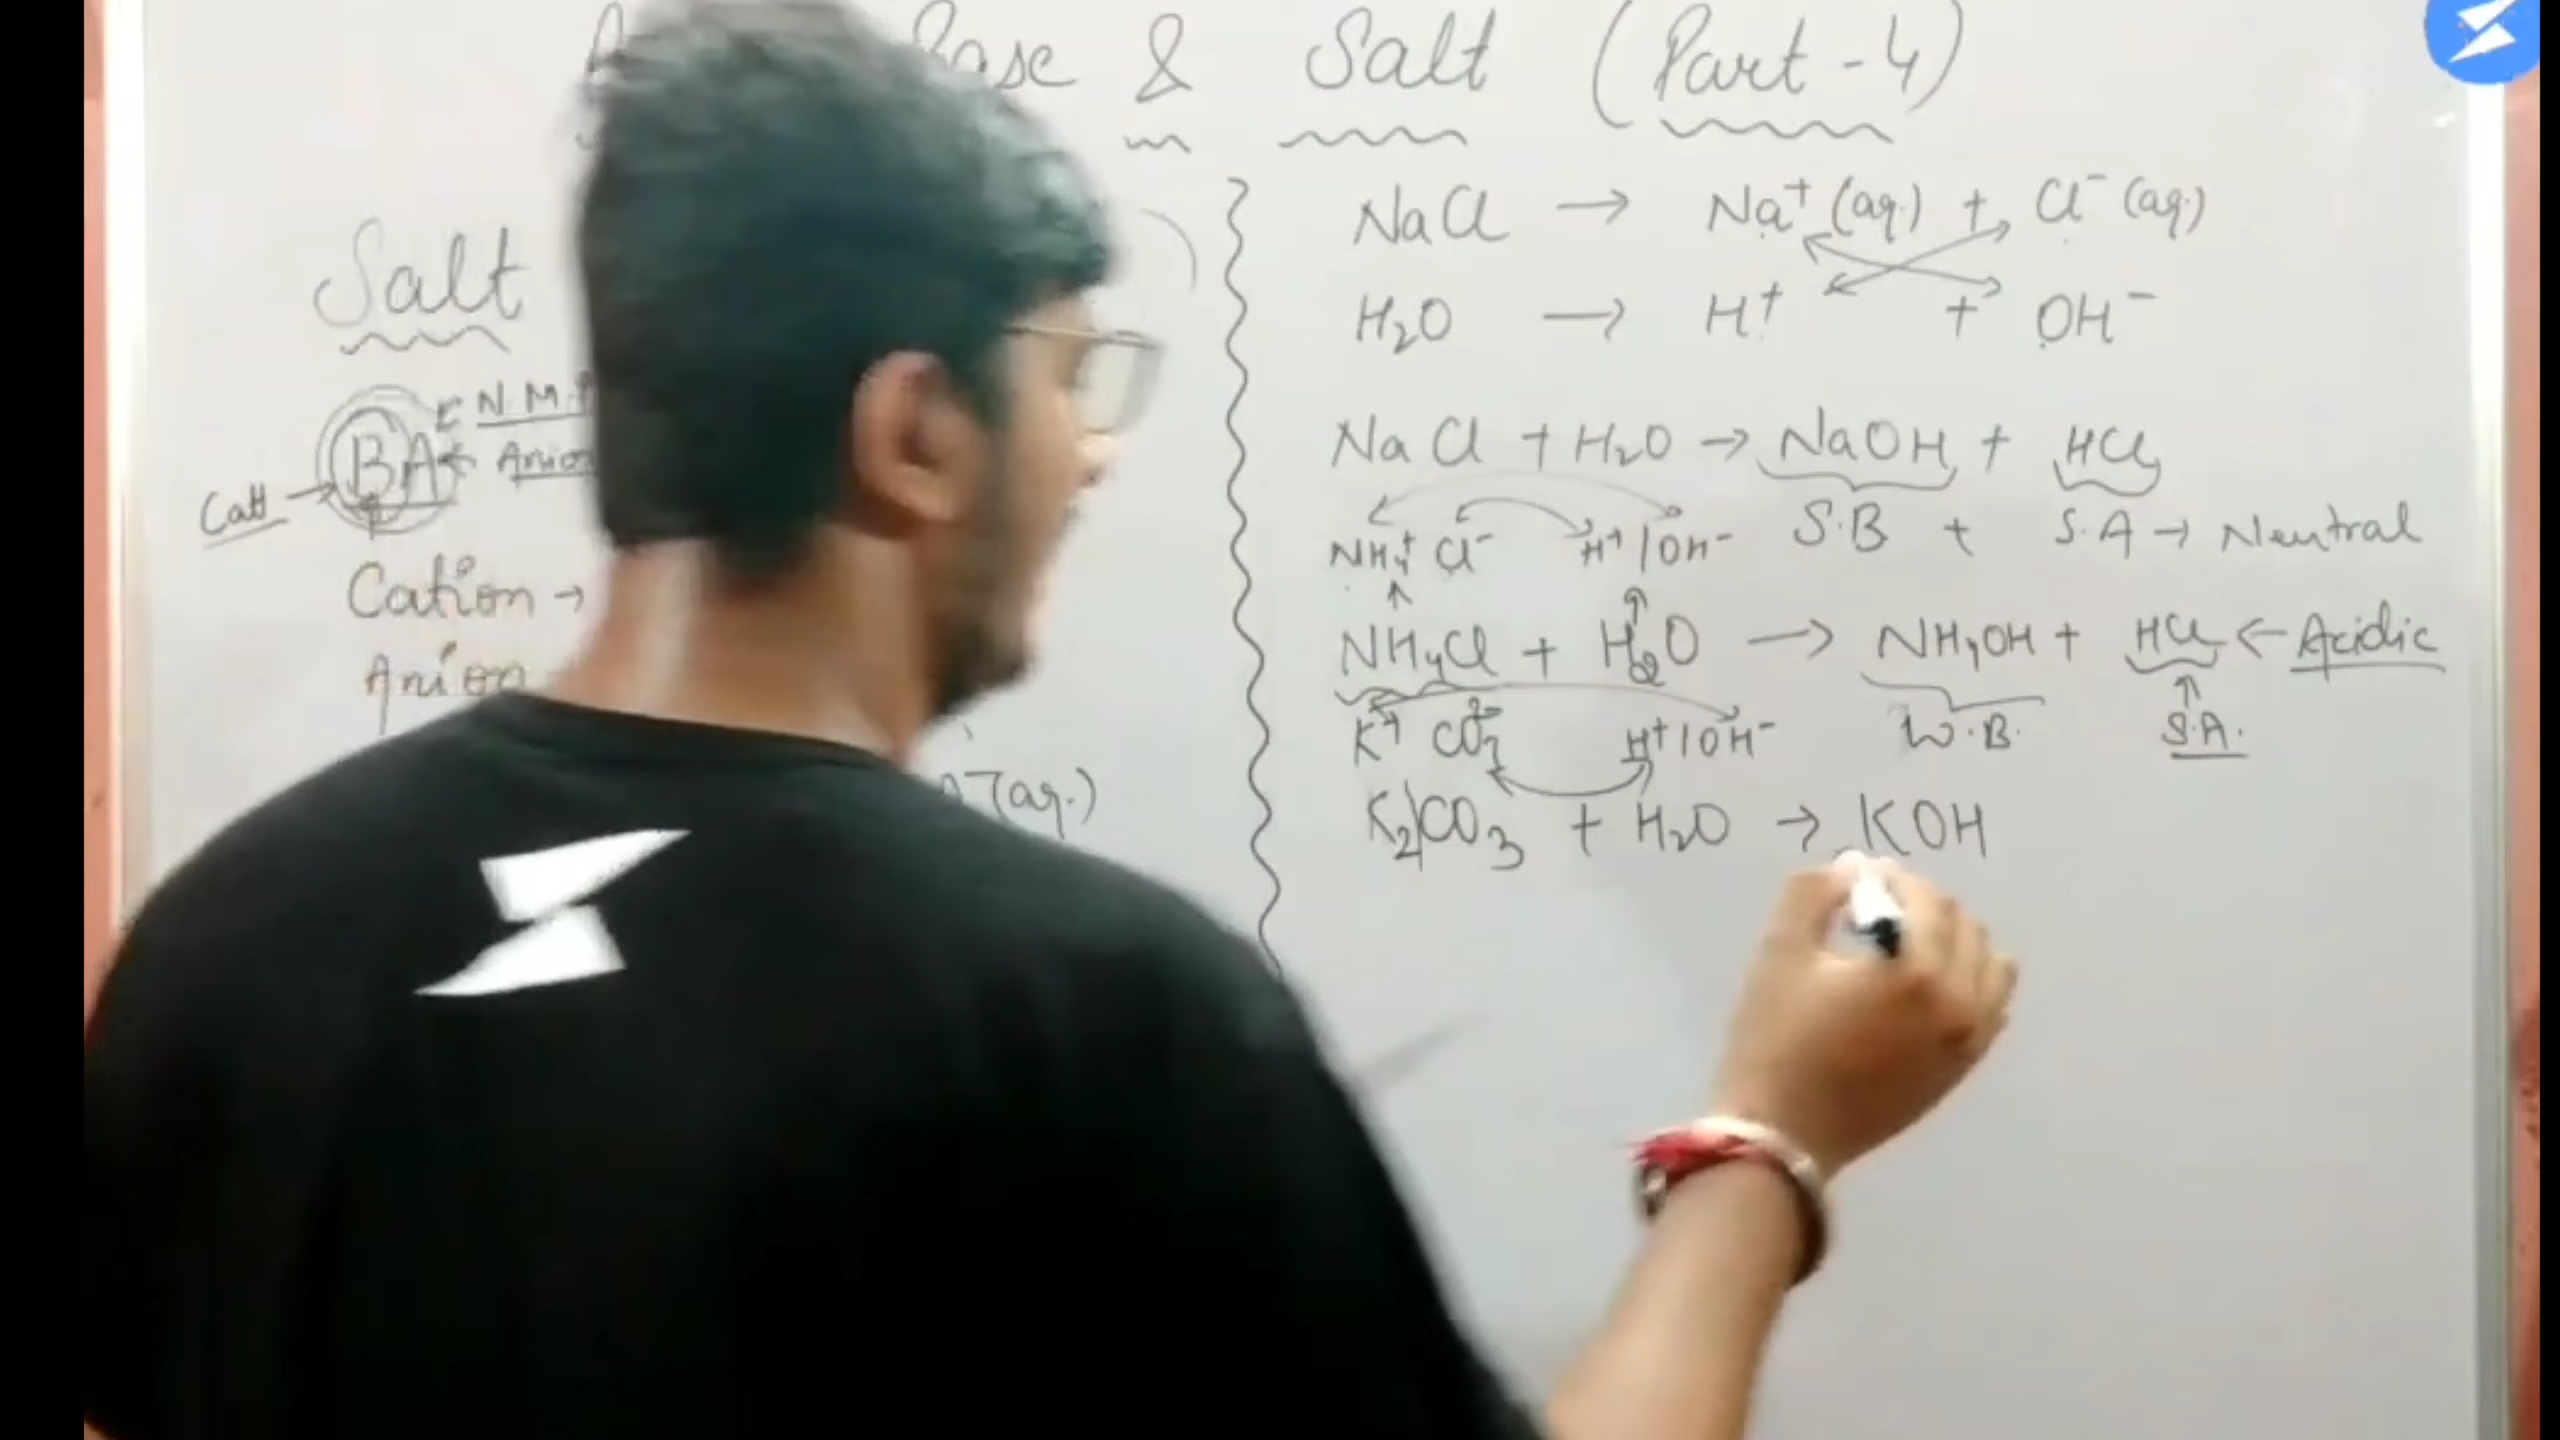 Base & Salt (Part-4)
Salt
E N.M.
BA ← Anion
Cation →
Anion
(aq.)
NaCl → Na⁺ (aq.) + Cl⁻ (aq.)
H₂O → H⁺ + OH⁻
NaCl + H₂O → NaOH + HCl
NH₄⁺ Cl⁻ H⁺/OH⁻ S.B + S.A → Neutral
NH₄Cl + H₂O → NH₄OH + HCl ← Acidic
K⁺ CO₃²⁻ H⁺/OH⁻ W.B. S.A.
K₂CO₃ + H₂O → KOH